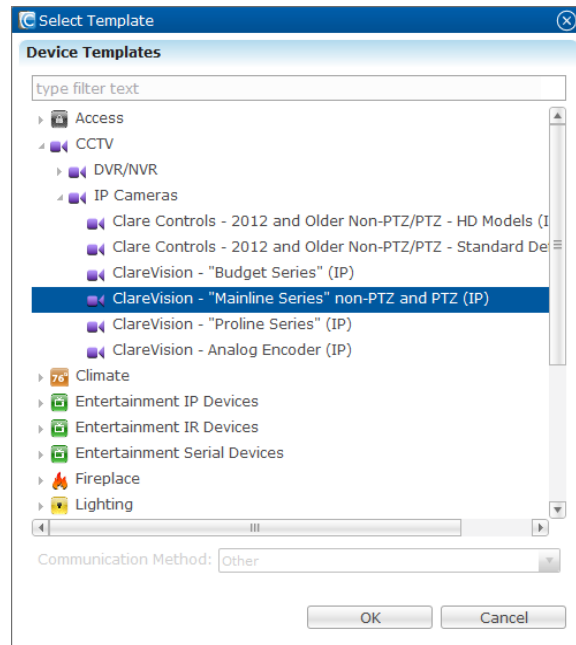 Select Template
Device Templates
type filter text
Access
CCTV
DVR/NVR
IP Cameras
Clare Controls - 2012 and Older Non-PTZ/PTZ - HD Models (I
Clare Controls - 2012 and Older Non-PTZ/PTZ - Standard De
ClareVision - "Budget Series" (IP)
ClareVision - "Mainline Series" non-PTZ and PTZ (IP)
ClareVision - "Proline Series" (IP)
ClareVision - Analog Encoder (IP)
76° Climate
Entertainment IP Devices
Entertainment IR Devices
Entertainment Serial Devices
Fireplace
Lighting
Communication Method: Other
OK Cancel